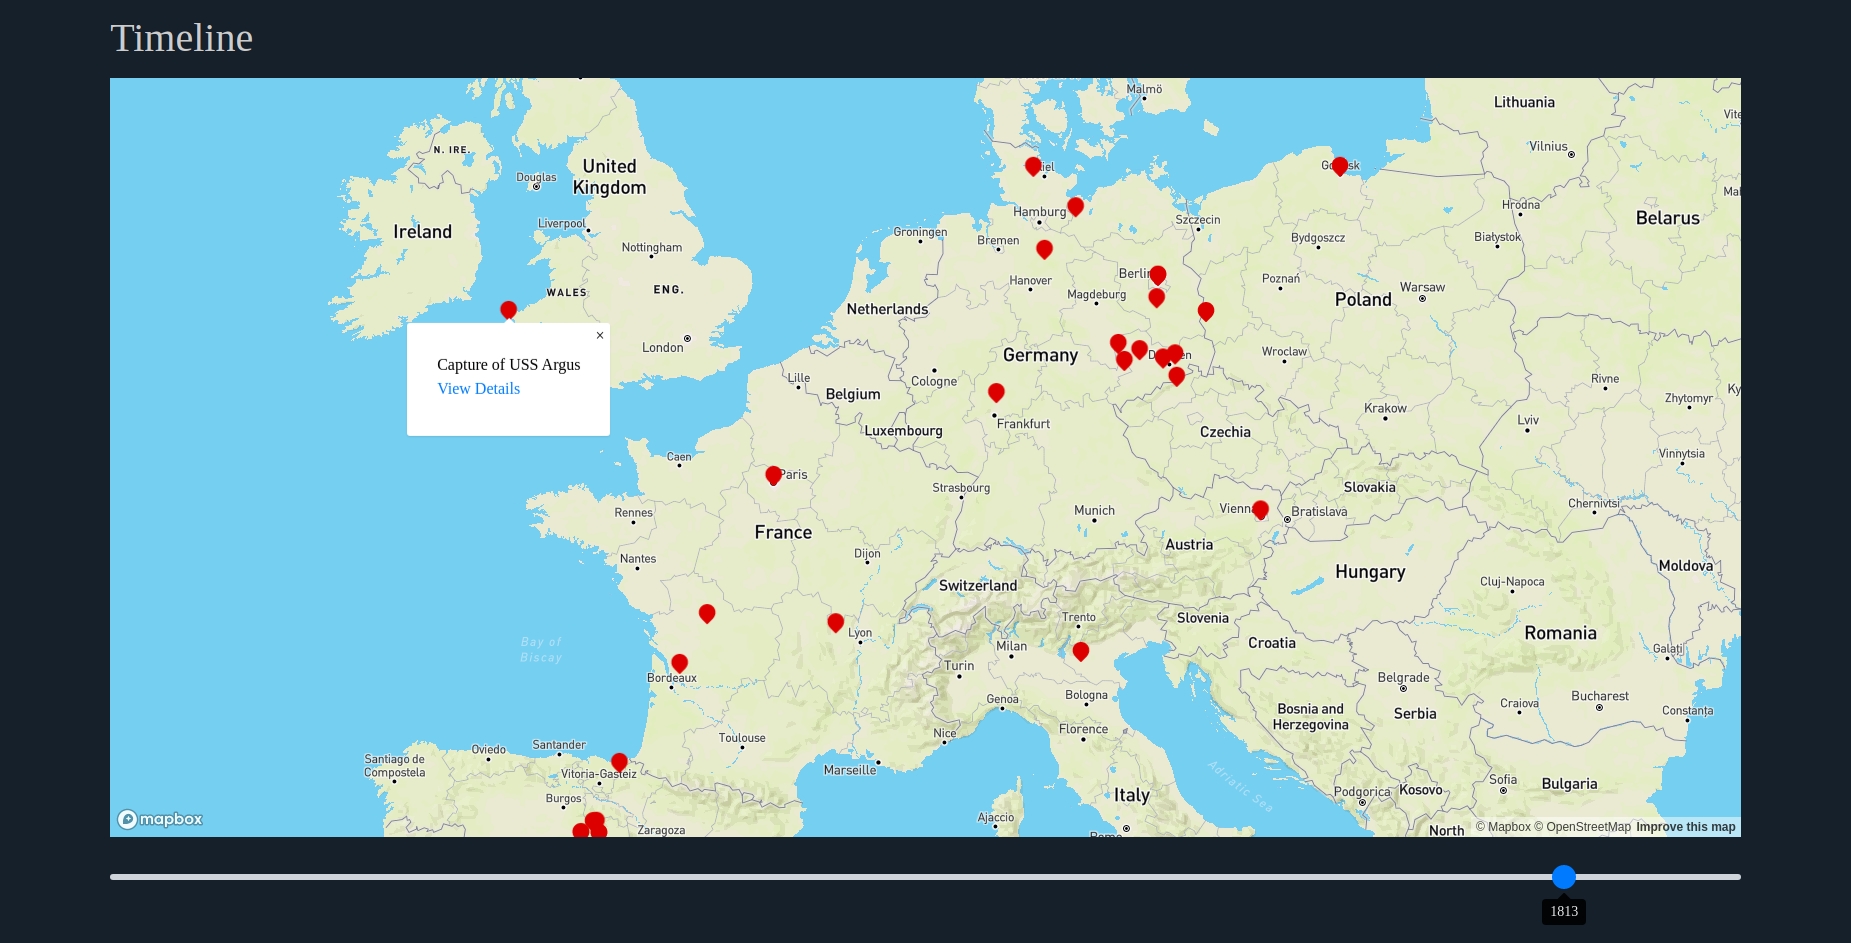 Timeline
Malmö
Lithuania
Vilnius
N. IRE.
United
Kingdom
Douglas
Ireland
Liverpool
Nottingham
Groningen
Hamburg
Bremen
Szczecin
Hrodna
Belarus
Bydgoszcz
Białystok
WALES
ENG.
Netherlands
Hanover
Berlin
Magdeburg
Poznań
Poland
Warsaw
London
Germany
Wroclaw
×
Capture of USS Argus
View Details
Lille
Belgium
Cologne
Rivne
Zhytomyr
Krakow
Lviv
Luxembourg
Frankfurt
Czechia
Caen
Paris
Strasbourg
Slovakia
Vinnytsia
Rennes
Munich
Vienna
Bratislava
Chernivtsi
France
Austria
Nantes
Dijon
Switzerland
Hungary
Cluj-Napoca
Moldova
Bay of
Biscay
Lyon
Trento
Slovenia
Croatia
Romania
Milan
Turin
Galați
Bordeaux
Belgrade
Genoa
Bologna
Bosnia and
Herzegovina
Serbia
Craiova
Bucharest
Constanța
Toulouse
Nice
Florence
Santiago de
Compostela
Oviedo
Santander
Vitoria-Gasteiz
Marseille
Adriatic Sea
Sofia
Bulgaria
Burgos
Italy
Podgorica
Kosovo
Ajaccio
Zaragoza
Rome
North
mapbox
© Mapbox © OpenStreetMap Improve this map
1813